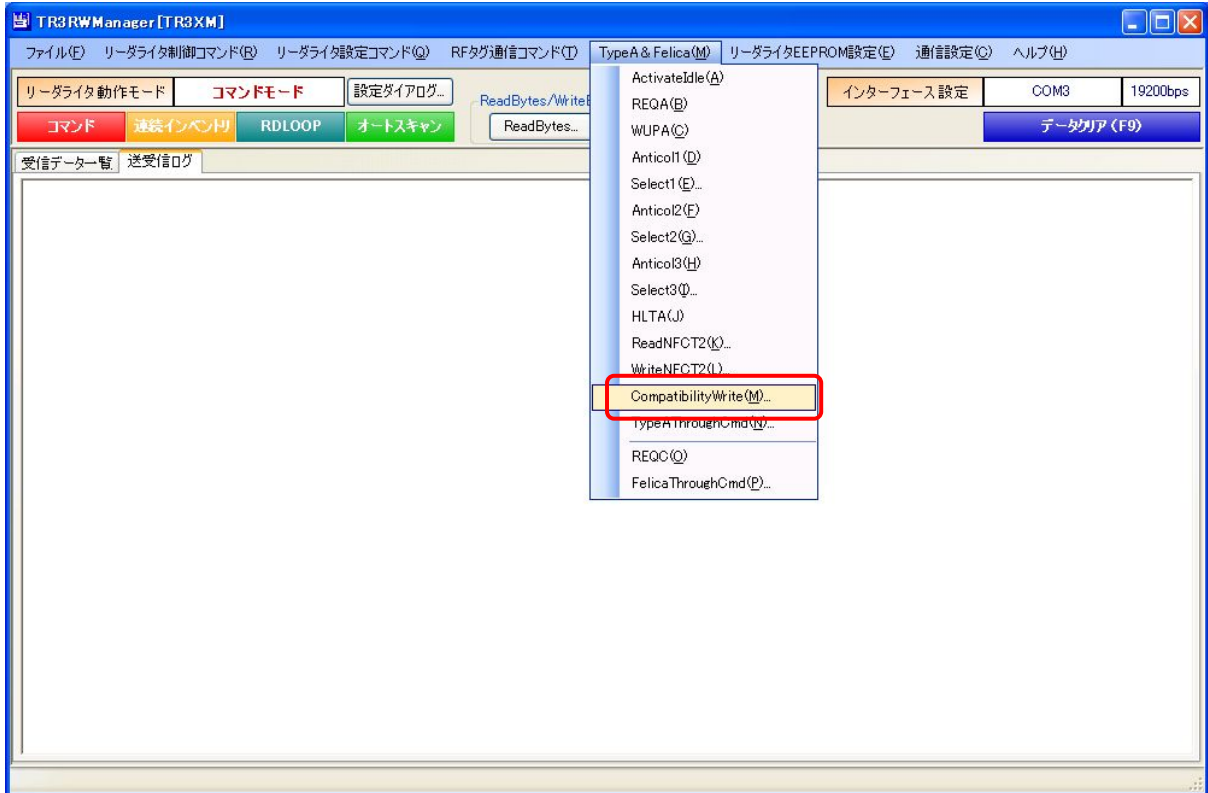 TR3RWManager[TR3XM]
ファイル(F) リーダライタ制御コマンド(R) リーダライタ設定コマンド(Q) RFタグ通信コマンド(T) TypeA & Felica(M) リーダライタEEPROM設定(E) 通信設定(C) ヘルプ(H)
リーダライタ動作モード コマンドモード 設定ダイアログ... ReadBytes/Write インターフェース設定 COM3 19200bps
コマンド 連続インベントリ RDLOOP オートスキャン ReadBytes... データクリア (F9)
受信データ一覧 送受信ログ
ActivateIdle(A)
REQA(B)
WUPA(C)
Anticol1(D)
Select1(E)...
Anticol2(F)
Select2(G)...
Anticol3(H)
Select3(I)...
HLTA(J)
ReadNFCT2(K)...
WriteNFCT2(L)...
CompatibilityWrite(M)...
TypeAThroughCmd(N)...
REQC(O)
FelicaThroughCmd(P)...